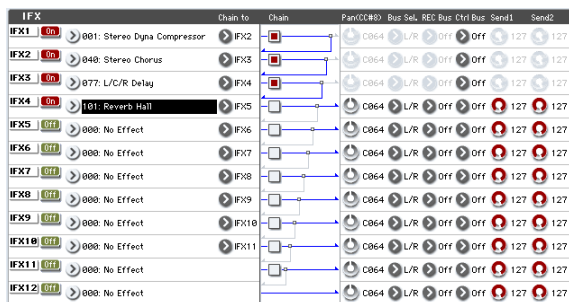 IFX Chain to Chain Pan(CC#8) Bus Sel. REC Bus Ctrl Bus Send1 Send2
IFX1 On 001: Stereo Dyna Compressor IFX2 C064 L/R Off Off 127 127
IFX2 On 040: Stereo Chorus IFX3 C064 L/R Off Off 127 127
IFX3 On 077: L/C/R Delay IFX4 C064 L/R Off Off 127 127
IFX4 On 101: Reverb Hall IFX5 C064 L/R Off Off 127 127
IFX5 Off 000: No Effect IFX6 C064 L/R Off Off 127 127
IFX6 Off 000: No Effect IFX7 C064 L/R Off Off 127 127
IFX7 Off 000: No Effect IFX8 C064 L/R Off Off 127 127
IFX8 Off 000: No Effect IFX9 C064 L/R Off Off 127 127
IFX9 Off 000: No Effect IFX10 C064 L/R Off Off 127 127
IFX10 Off 000: No Effect IFX11 C064 L/R Off Off 127 127
IFX11 Off 000: No Effect C064 L/R Off Off 127 127
IFX12 Off 000: No Effect C064 L/R Off Off 127 127